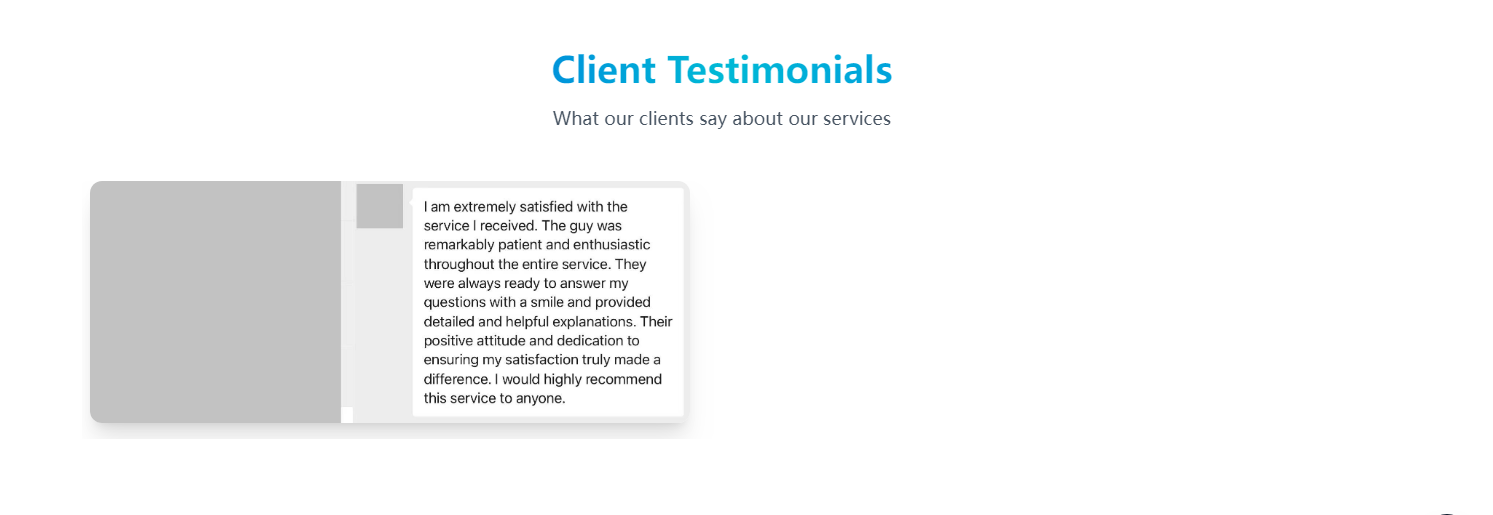 Client Testimonials
What our clients say about our services
I am extremely satisfied with the
service I received. The guy was
remarkably patient and enthusiastic
throughout the entire service. They
were always ready to answer my
questions with a smile and provided
detailed and helpful explanations. Their
positive attitude and dedication to
ensuring my satisfaction truly made a
difference. I would highly recommend
this service to anyone.